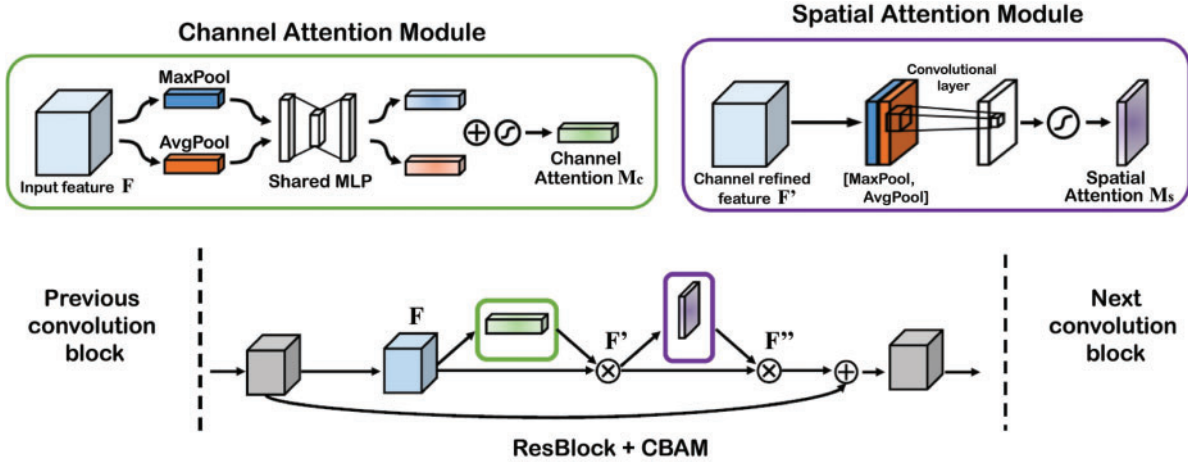 Channel Attention Module
MaxPool
AvgPool
Input feature F
Shared MLP
Channel
Attention Mc
Spatial Attention Module
Convolutional
layer
Channel refined
feature F'
[MaxPool,
AvgPool]
Spatial
Attention Ms
Previous
convolution
block
F
F'
F''
Next
convolution
block
ResBlock + CBAM